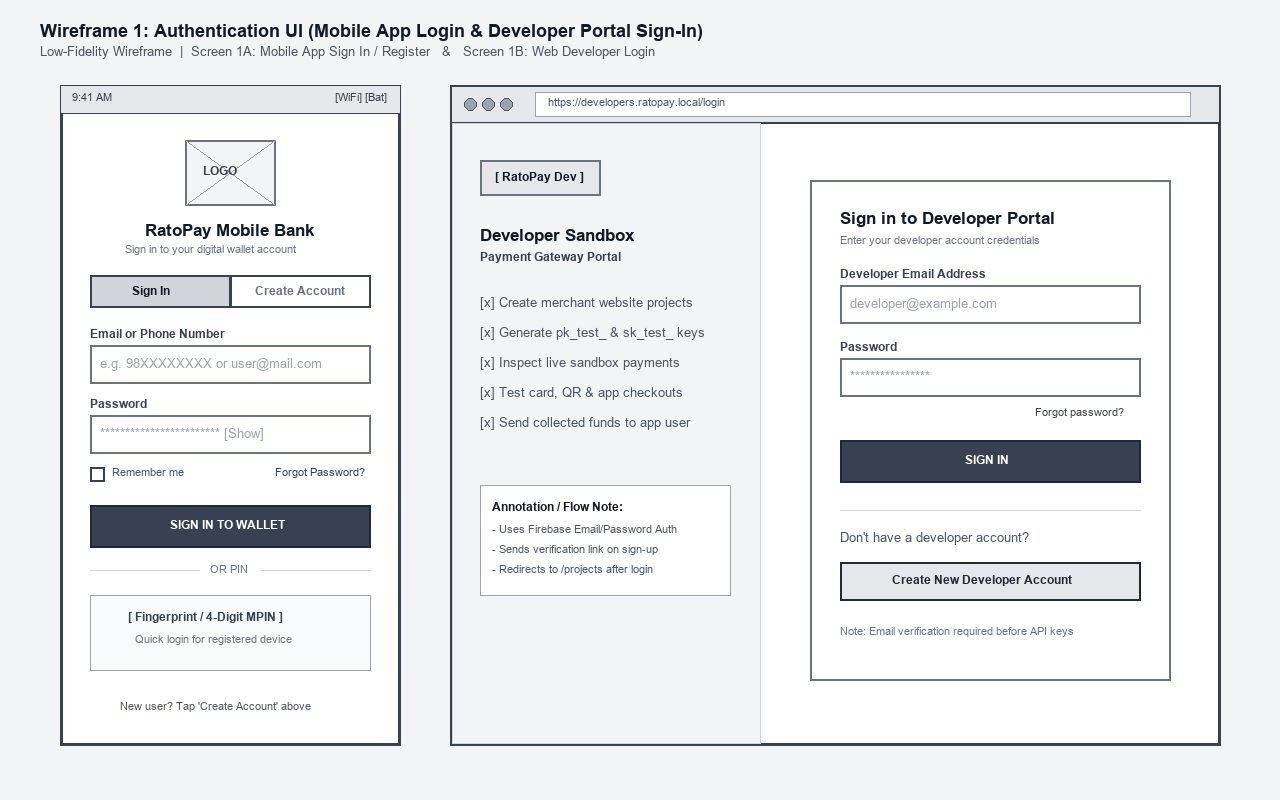 Wireframe 1: Authentication UI (Mobile App Login & Developer Portal Sign-In)
Low-Fidelity Wireframe | Screen 1A: Mobile App Sign In / Register & Screen 1B: Web Developer Login
9:41 AM [WiFi] [Bat]
LOGO
RatoPay Mobile Bank
Sign in to your digital wallet account
Sign In Create Account
Email or Phone Number
e.g. 98XXXXXXXX or user@mail.com
Password
************************ [Show]
Remember me Forgot Password?
SIGN IN TO WALLET
OR PIN
[ Fingerprint / 4-Digit MPIN ]
Quick login for registered device
New user? Tap 'Create Account' above
https://developers.ratopay.local/login
[ RatoPay Dev ]
Developer Sandbox
Payment Gateway Portal
[x] Create merchant website projects
[x] Generate pk_test_ & sk_test_ keys
[x] Inspect live sandbox payments
[x] Test card, QR & app checkouts
[x] Send collected funds to app user
Annotation / Flow Note:
- Uses Firebase Email/Password Auth
- Sends verification link on sign-up
- Redirects to /projects after login
Sign in to Developer Portal
Enter your developer account credentials
Developer Email Address
developer@example.com
Password
****************
Forgot password?
SIGN IN
Don't have a developer account?
Create New Developer Account
Note: Email verification required before API keys